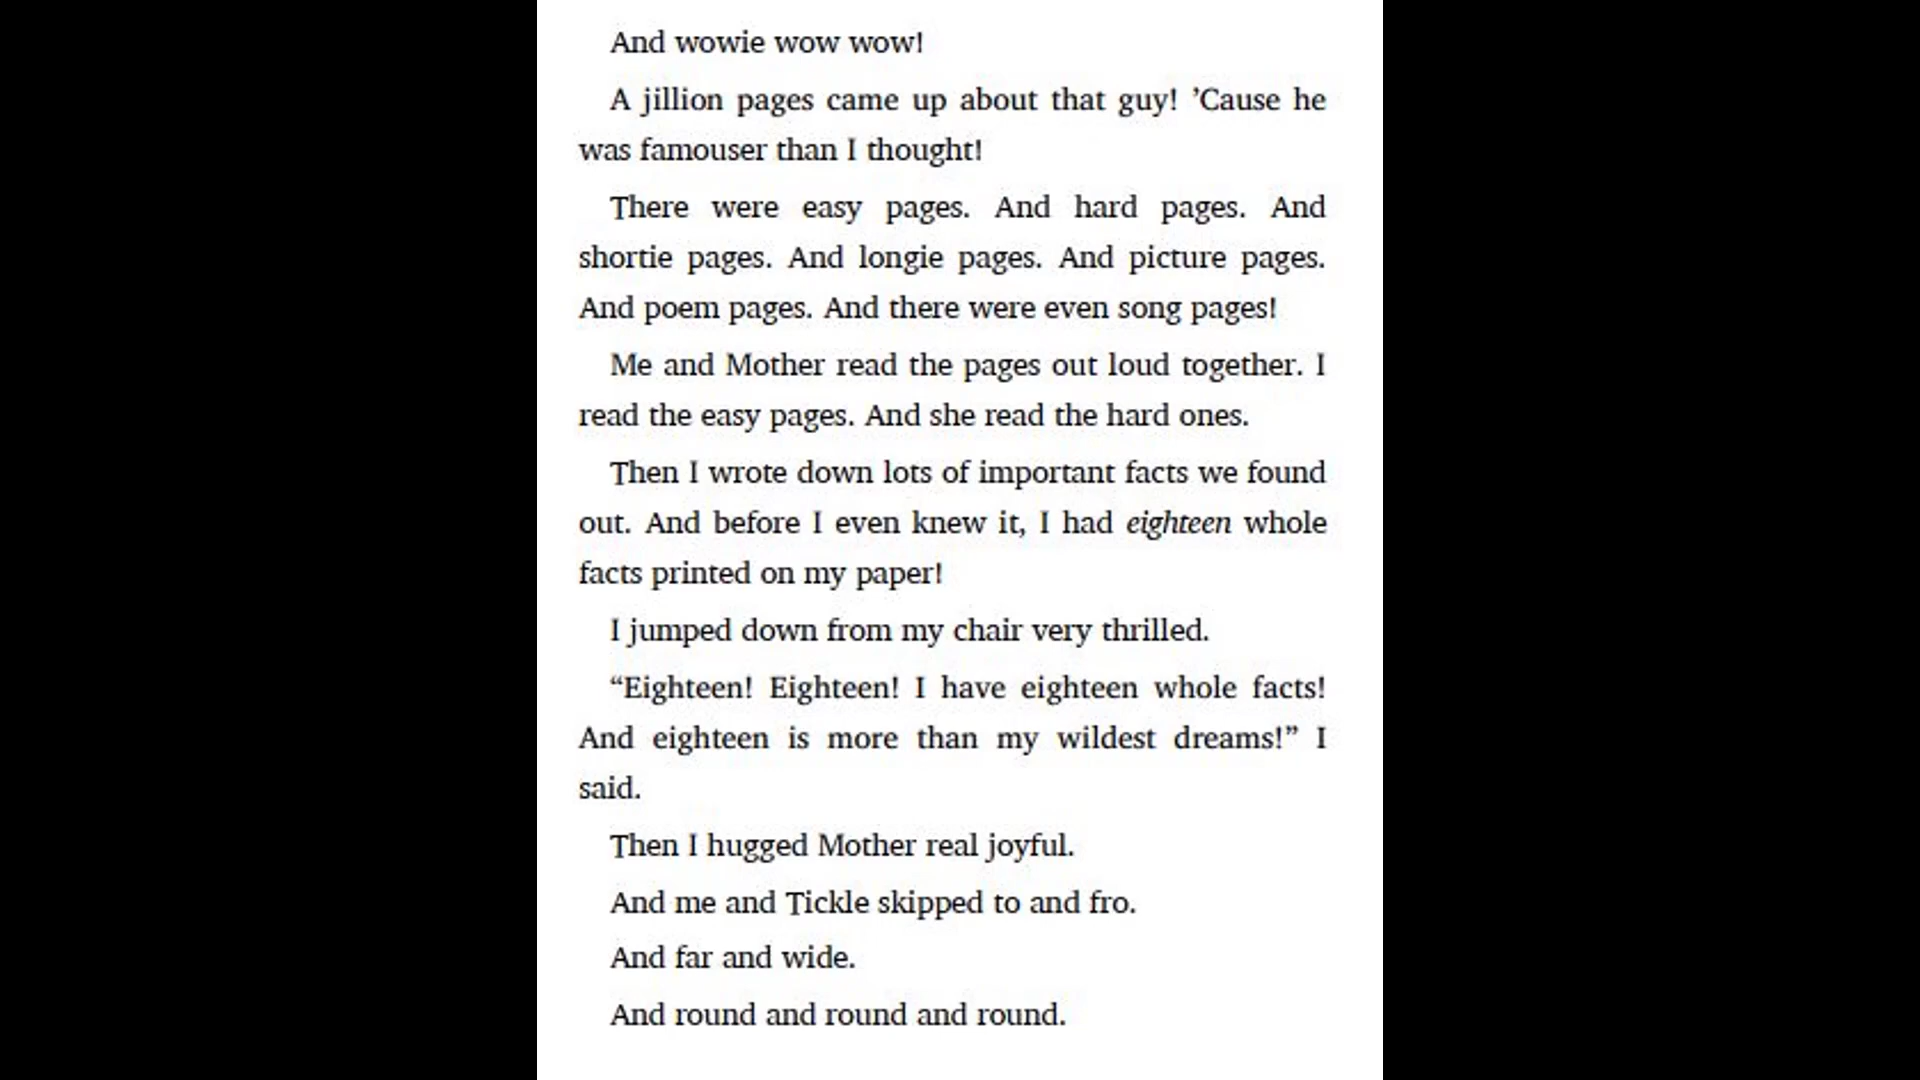 And wowie wow wow!
A jillion pages came up about that guy! ’Cause he
was famouser than I thought!
There were easy pages. And hard pages. And
shortie pages. And longie pages. And picture pages.
And poem pages. And there were even song pages!
Me and Mother read the pages out loud together. I
read the easy pages. And she read the hard ones.
Then I wrote down lots of important facts we found
out. And before I even knew it, I had eighteen whole
facts printed on my paper!
I jumped down from my chair very thrilled.
“Eighteen! Eighteen! I have eighteen whole facts!
And eighteen is more than my wildest dreams!” I
said.
Then I hugged Mother real joyful.
And me and Tickle skipped to and fro.
And far and wide.
And round and round and round.